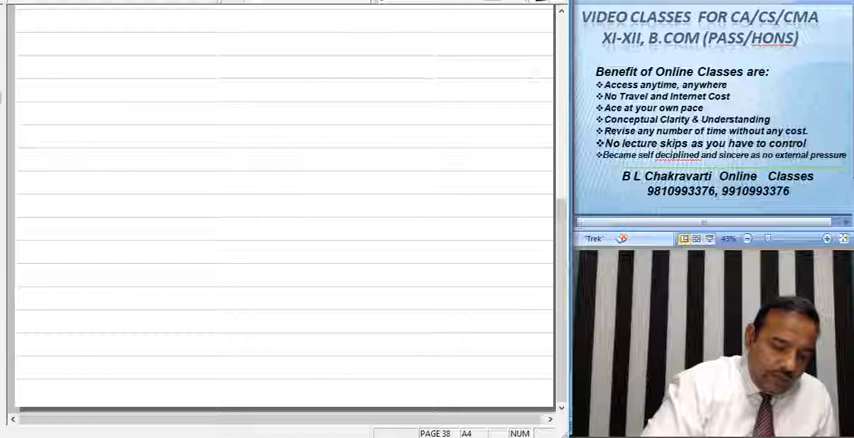 VIDEO CLASSES FOR CA/CS/CMA
XI-XII, B.COM (PASS/HONS)
Benefit of Online Classes are:
❖Access anytime, anywhere
❖No Travel and Internet Cost
❖Ace at your own pace
❖Conceptual Clarity & Understanding
❖Revise any number of time without any cost.
❖No lecture skips as you have to control
❖Became self deciplined and sincere as no external pressure
B L Chakravarti Online Classes
9810993376, 9910993376
"Trek"
43%
PAGE 38 A4 NUM